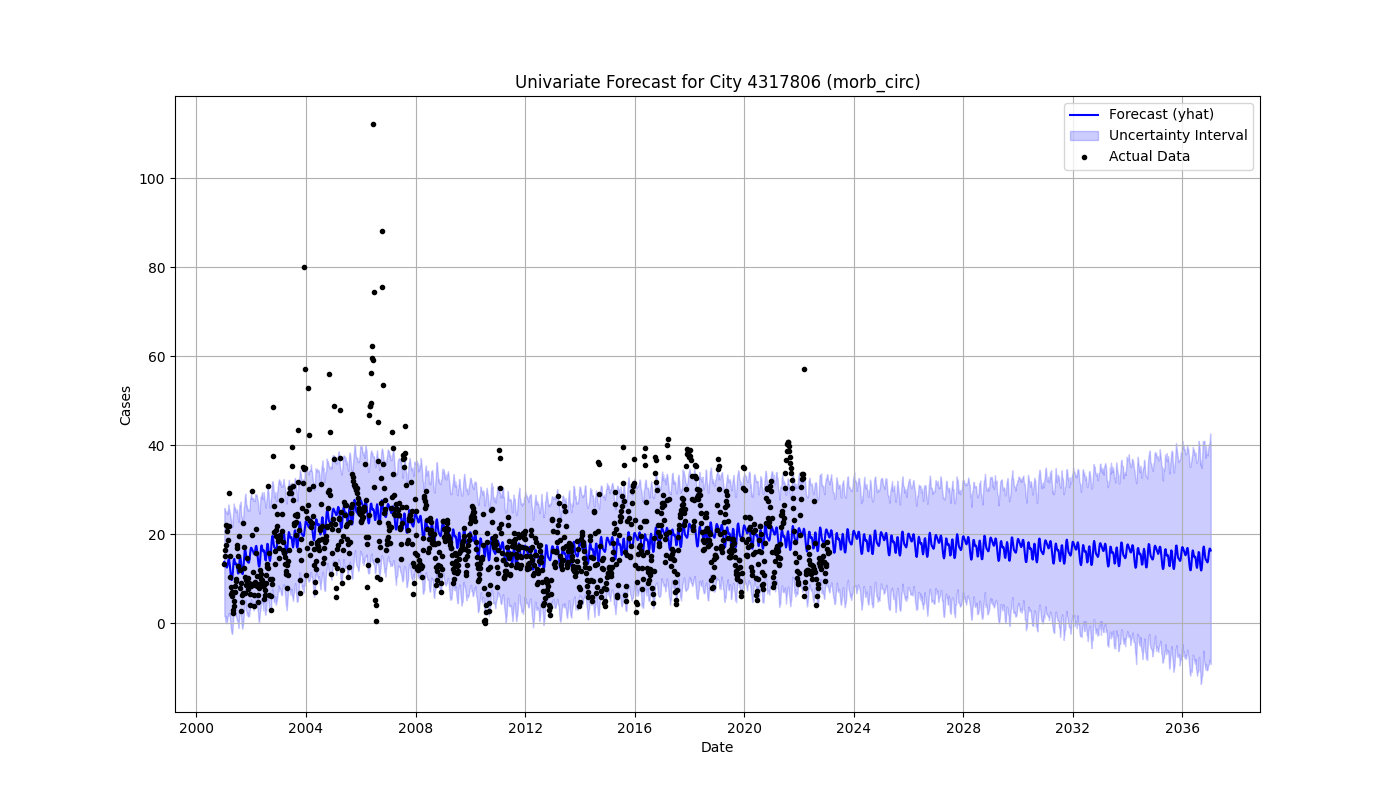 Univariate Forecast for City 4317806 (morb_circ)
Forecast (yhat)
Uncertainty Interval
Actual Data
Cases
100
80
60
40
20
0
2000 2004 2008 2012 2016 2020 2024 2028 2032 2036
Date